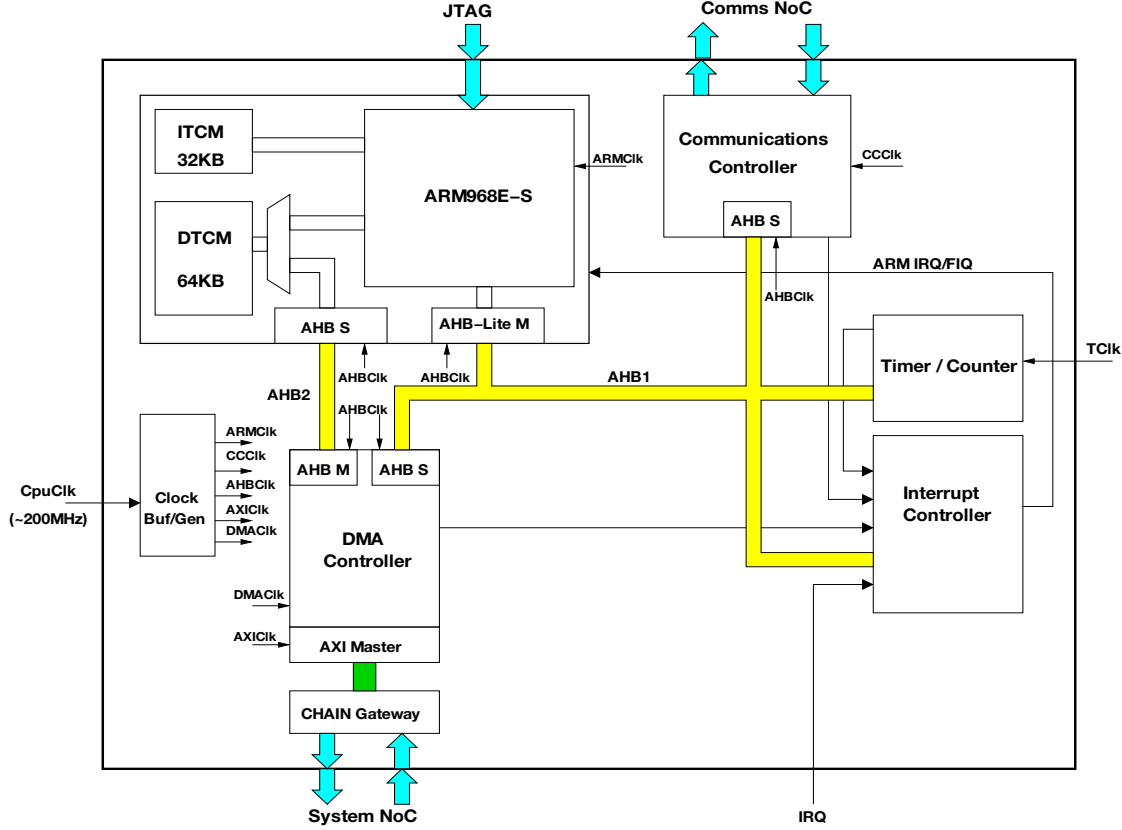 JTAG
Comms NoC
ITCM
32KB
ARM968E−S
ARMClk
Communications
Controller
CCClk
DTCM
64KB
AHB S
ARM IRQ/FIQ
AHBClk
AHB S
AHB−Lite M
Timer / Counter
TClk
AHBClk
AHBClk
AHB1
AHB2
AHBClk
ARMClk
CCClk
AHBClk
AXIClk
DMAClk
CpuClk
(~200MHz)
Clock
Buf/Gen
AHB M
AHB S
DMA
Controller
Interrupt
Controller
DMAClk
AXIClk
AXI Master
CHAIN Gateway
System NoC
IRQ